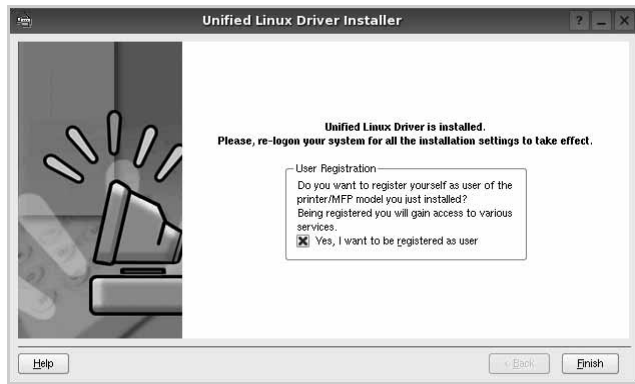 Unified Linux Driver Installer
Unified Linux Driver is installed.
Please, re-logon your system for all the installation settings to take effect.
User Registration
Do you want to register yourself as user of the
printer/MFP model you just installed?
Being registered you will gain access to various
services.
Yes, I want to be registered as user
Help
< Back
Finish